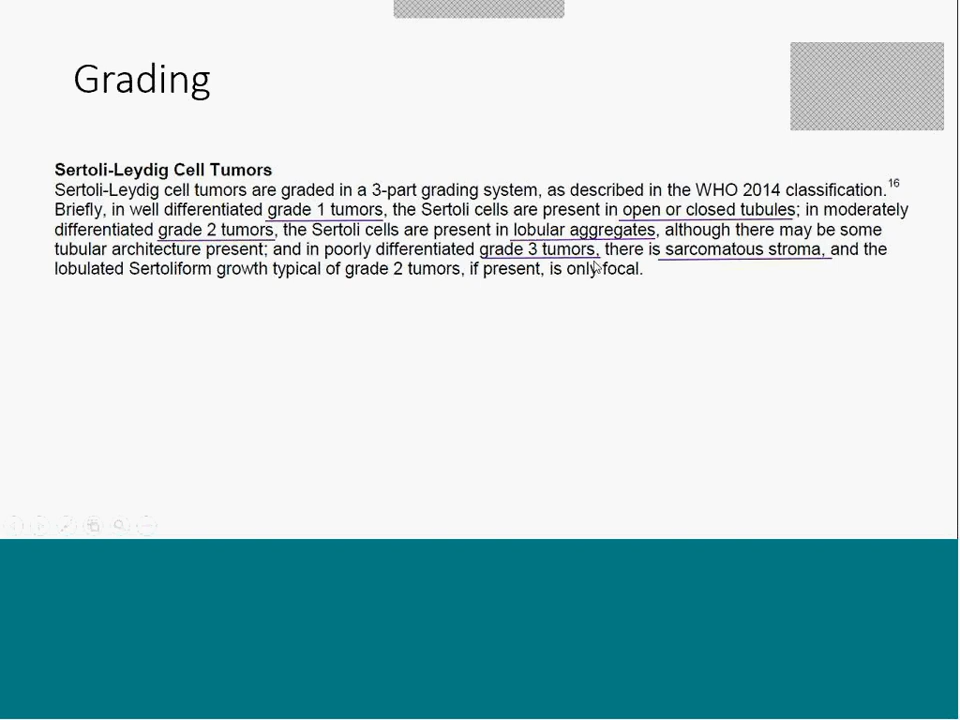 Grading
Sertoli-Leydig Cell Tumors
Sertoli-Leydig cell tumors are graded in a 3-part grading system, as described in the WHO 2014 classification.16
Briefly, in well differentiated grade 1 tumors, the Sertoli cells are present in open or closed tubules; in moderately
differentiated grade 2 tumors, the Sertoli cells are present in lobular aggregates, although there may be some
tubular architecture present; and in poorly differentiated grade 3 tumors, there is sarcomatous stroma, and the
lobulated Sertoliform growth typical of grade 2 tumors, if present, is only focal.